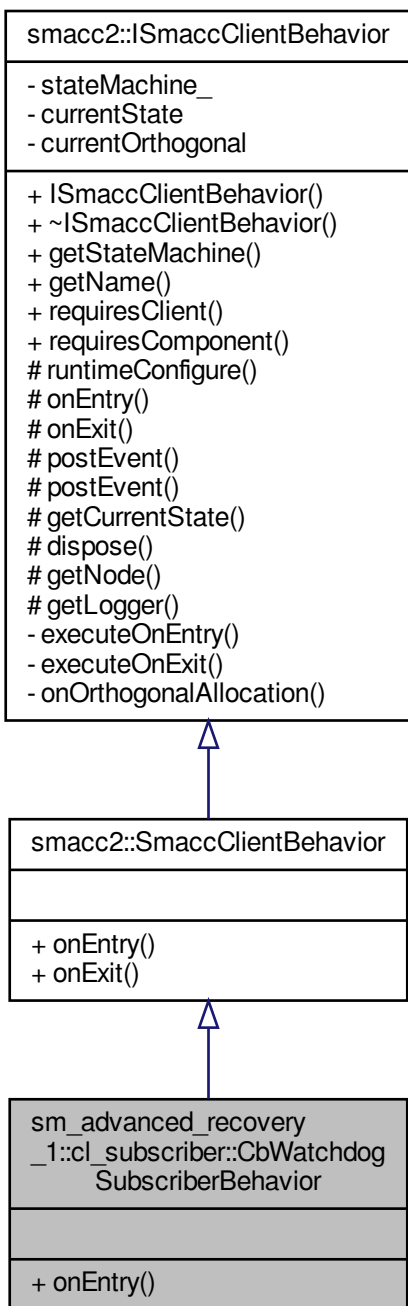 smacc2::ISmaccClientBehavior
- stateMachine_
- currentState
- currentOrthogonal
+ ISmaccClientBehavior()
+ ~ISmaccClientBehavior()
+ getStateMachine()
+ getName()
+ requiresClient()
+ requiresComponent()
# runtimeConfigure()
# onEntry()
# onExit()
# postEvent()
# postEvent()
# getCurrentState()
# dispose()
# getNode()
# getLogger()
- executeOnEntry()
- executeOnExit()
- onOrthogonalAllocation()
smacc2::SmaccClientBehavior
+ onEntry()
+ onExit()
sm_advanced_recovery
_1::cl_subscriber::CbWatchdog
SubscriberBehavior
+ onEntry()